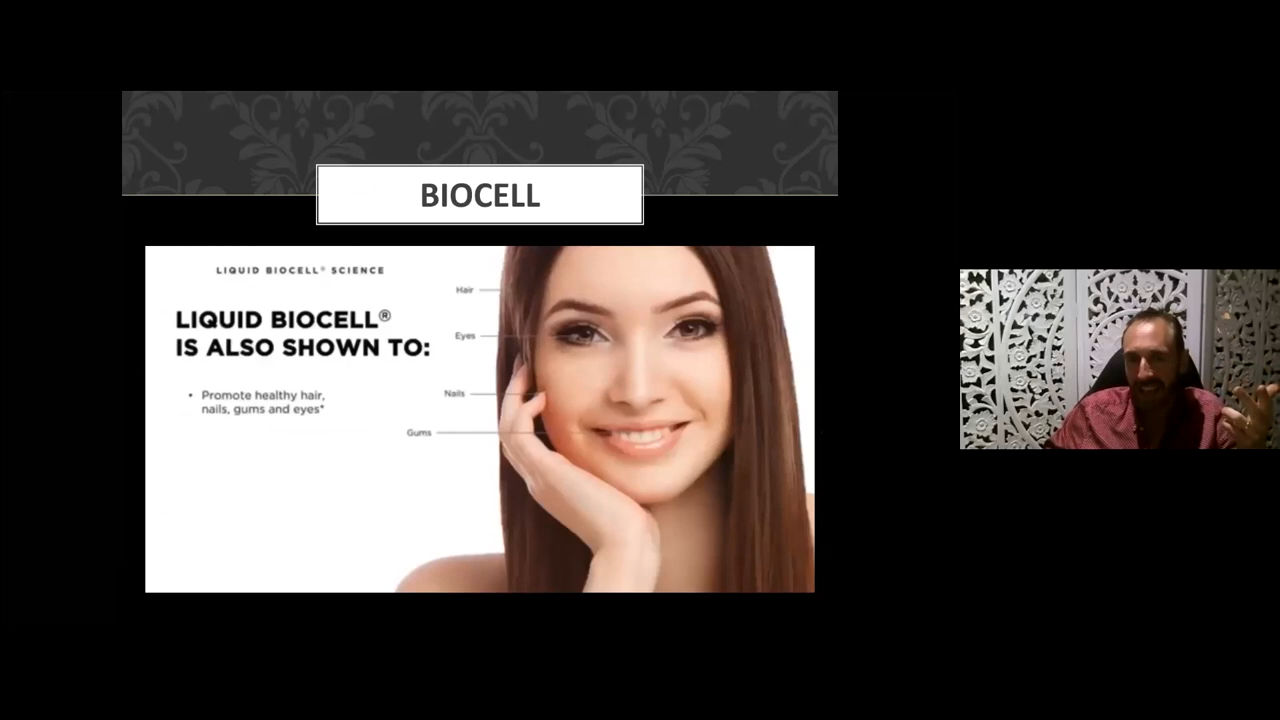 BIOCELL
LIQUID BIOCELL® SCIENCE
LIQUID BIOCELL®
IS ALSO SHOWN TO:
• Promote healthy hair,
nails, gums and eyes*
Hair
Eyes
Nails
Gums